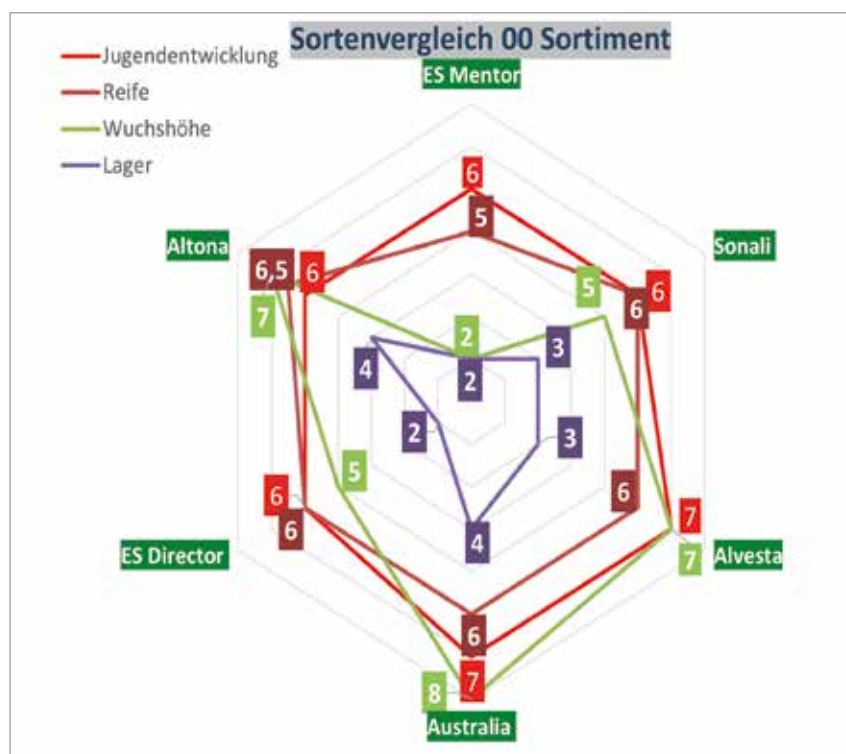 Sortenvergleich 00 Sortiment
Jugendentwicklung
Reife
Wuchshöhe
Lager
ES Mentor
6
5
Altona
Sonali
6,5
6
7
5
6
6
2
2
3
4
2
3
5
6
6
6
7
7
ES Director
Alvesta
4
6
7
8
Australia